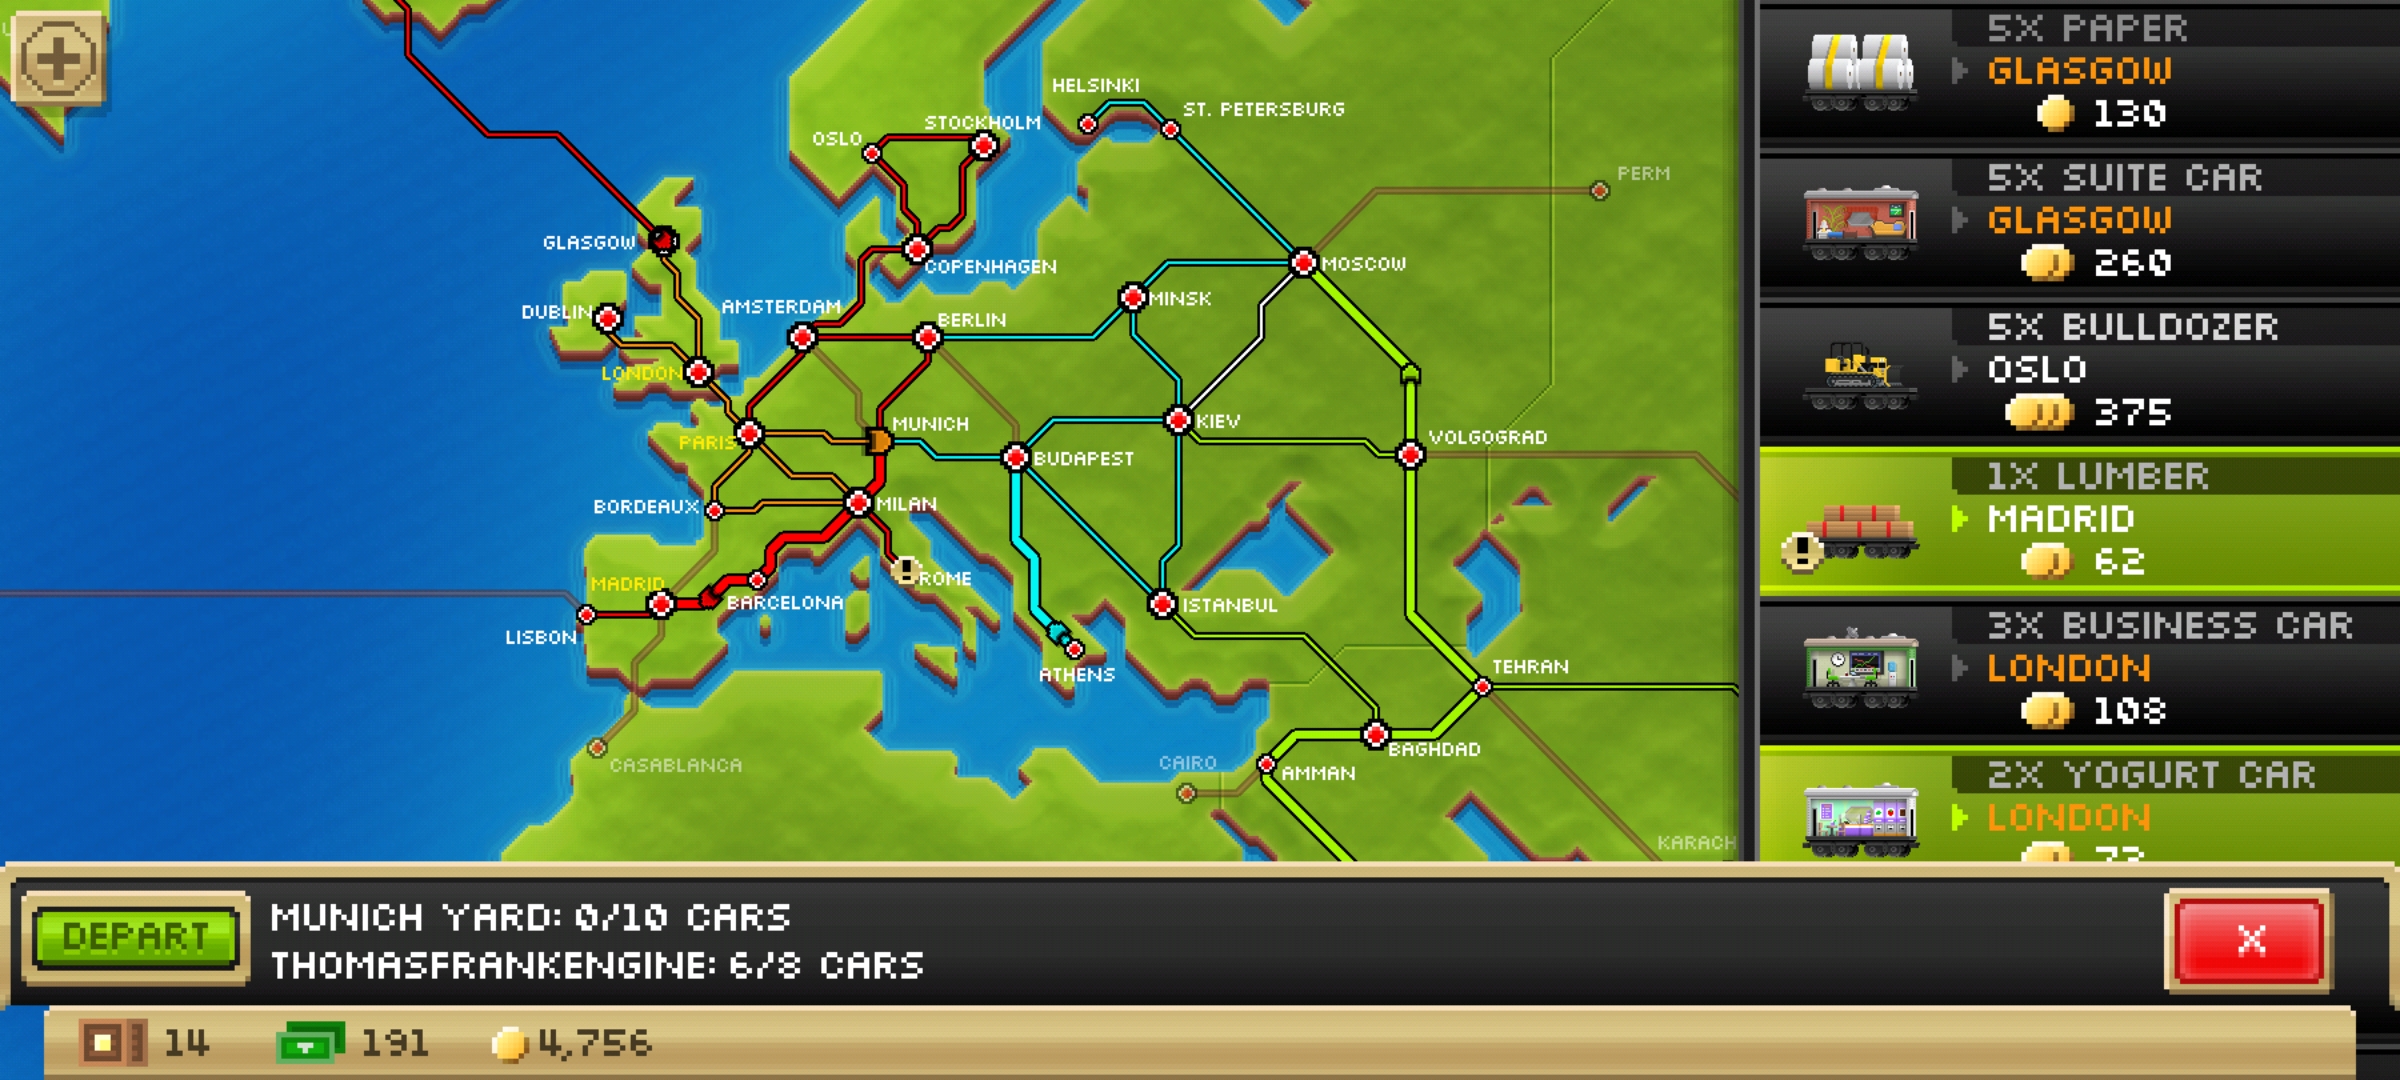 HELSINKI
ST. PETERSBURG
STOCKHOLM
OSLO
PERM
GLASGOW
COPENHAGEN
MOSCOW
AMSTERDAM
MINSK
DUBLIN
BERLIN
LONDON
MUNICH
KIEV
VOLGOGRAD
PARIS
BUDAPEST
BORDEAUX
MILAN
MADRID
ROME
BARCELONA
ISTANBUL
LISBON
ATHENS
TEHRAN
BAGHDAD
CASABLANCA
CAIRO
AMMAN
KARACH
5X PAPER
GLASGOW
130
5X SUITE CAR
GLASGOW
260
5X BULLDOZER
OSLO
375
1X LUMBER
MADRID
62
3X BUSINESS CAR
LONDON
108
2X YOGURT CAR
LONDON
DEPART
MUNICH YARD: 0/10 CARS
THOMASFRANKENGINE: 6/8 CARS
X
14
191
4,756